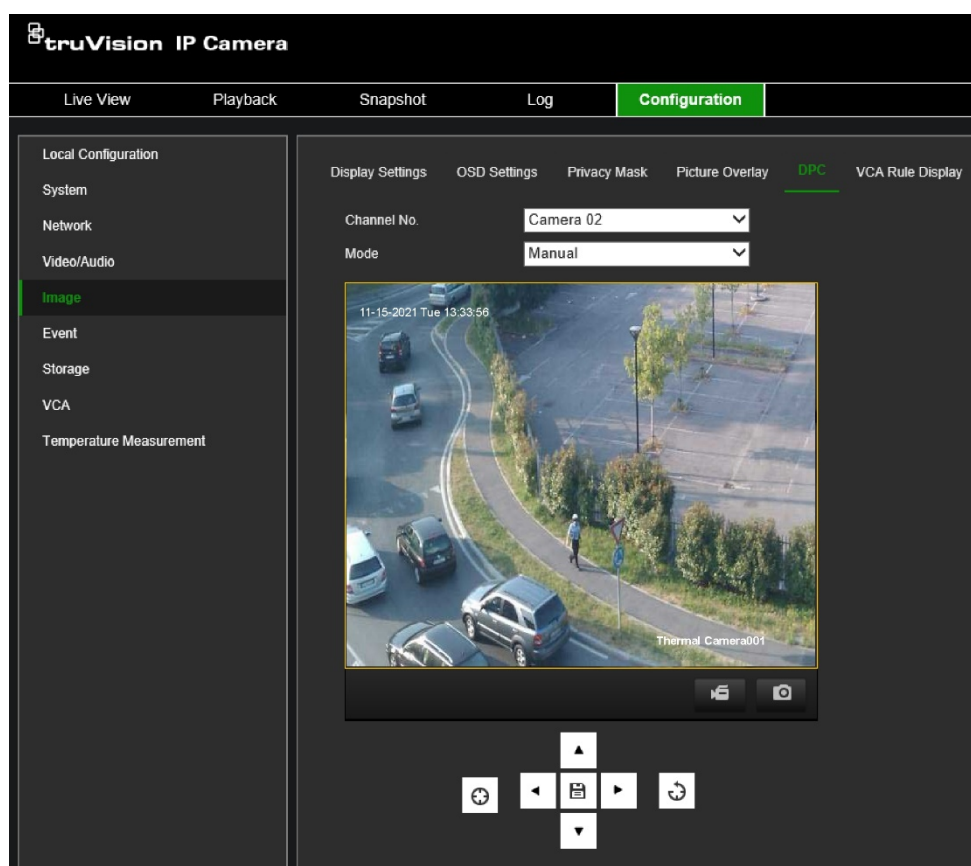 truVision IP Camera
Live View Playback Snapshot Log Configuration
Local Configuration
System
Network
Video/Audio
Image
Event
Storage
VCA
Temperature Measurement
Display Settings OSD Settings Privacy Mask Picture Overlay DPC VCA Rule Display
Channel No. Camera 02
Mode Manual
11-15-2021 Tue 13:33:56
Thermal Camera001